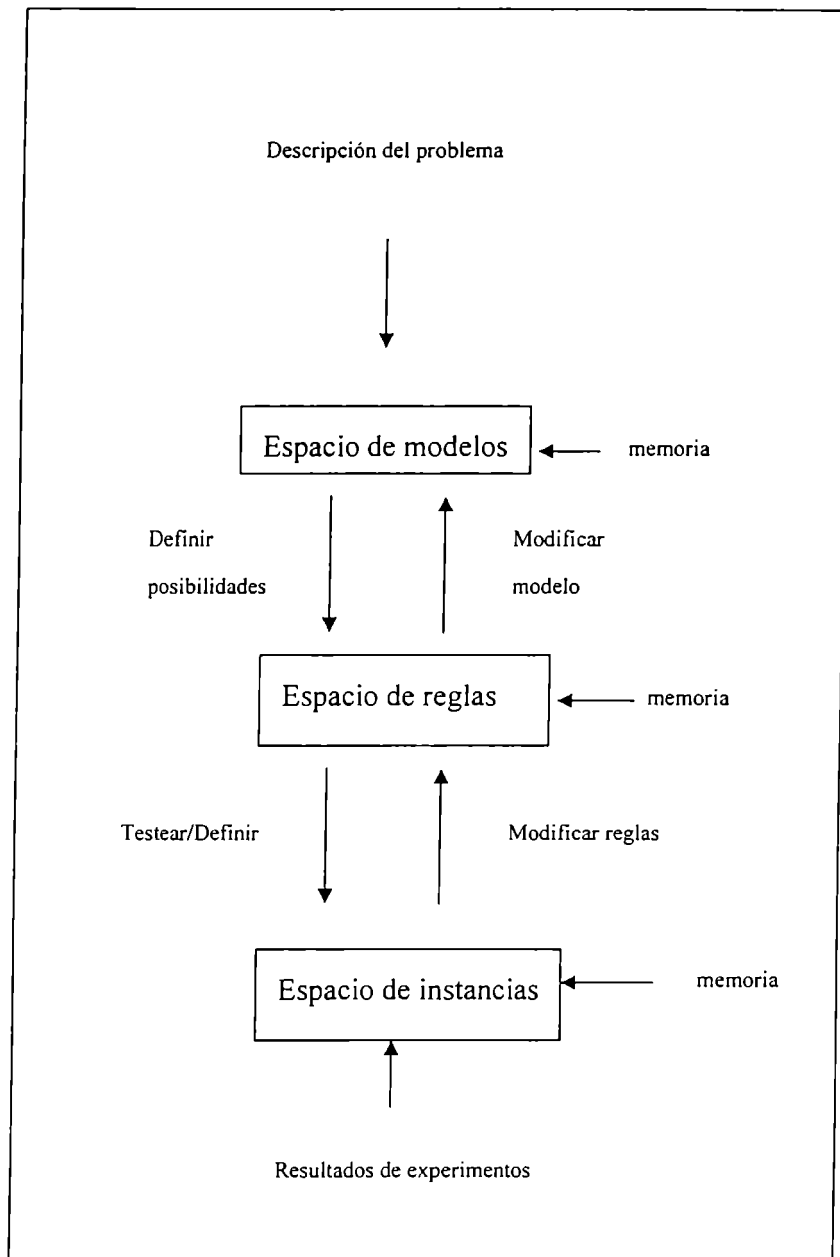 Descripción del problema
Espacio de modelos
memoria
Definir
posibilidades
Modificar
modelo
Espacio de reglas
memoria
Testear/Definir
Modificar reglas
Espacio de instancias
memoria
Resultados de experimentos